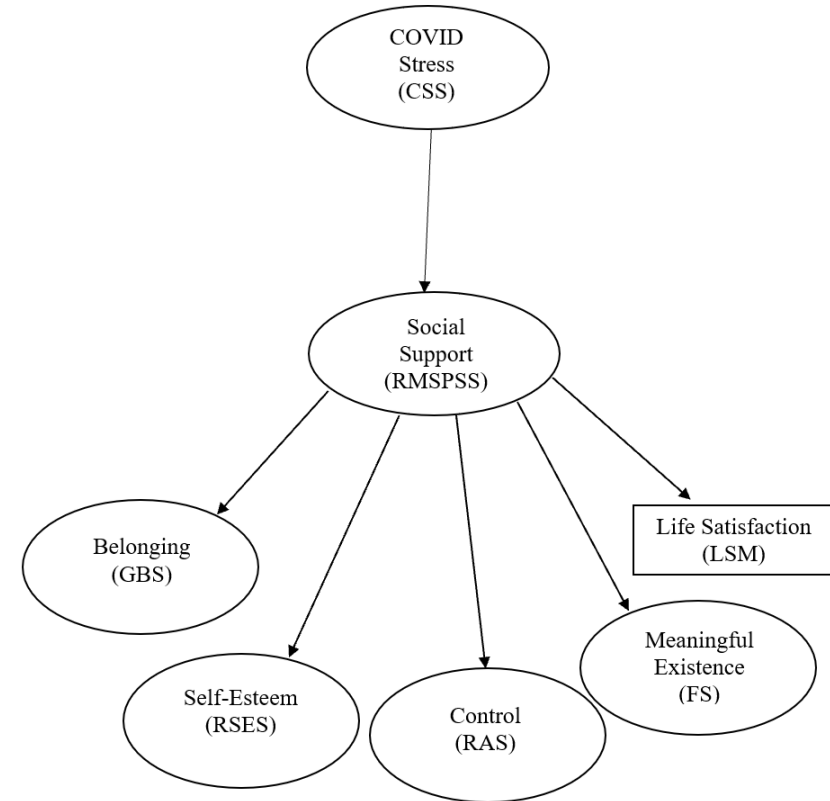 COVID
Stress
(CSS)
Social
Support
(RMSPSS)
Belonging
(GBS)
Self-Esteem
(RSES)
Control
(RAS)
Meaningful
Existence
(FS)
Life Satisfaction
(LSM)